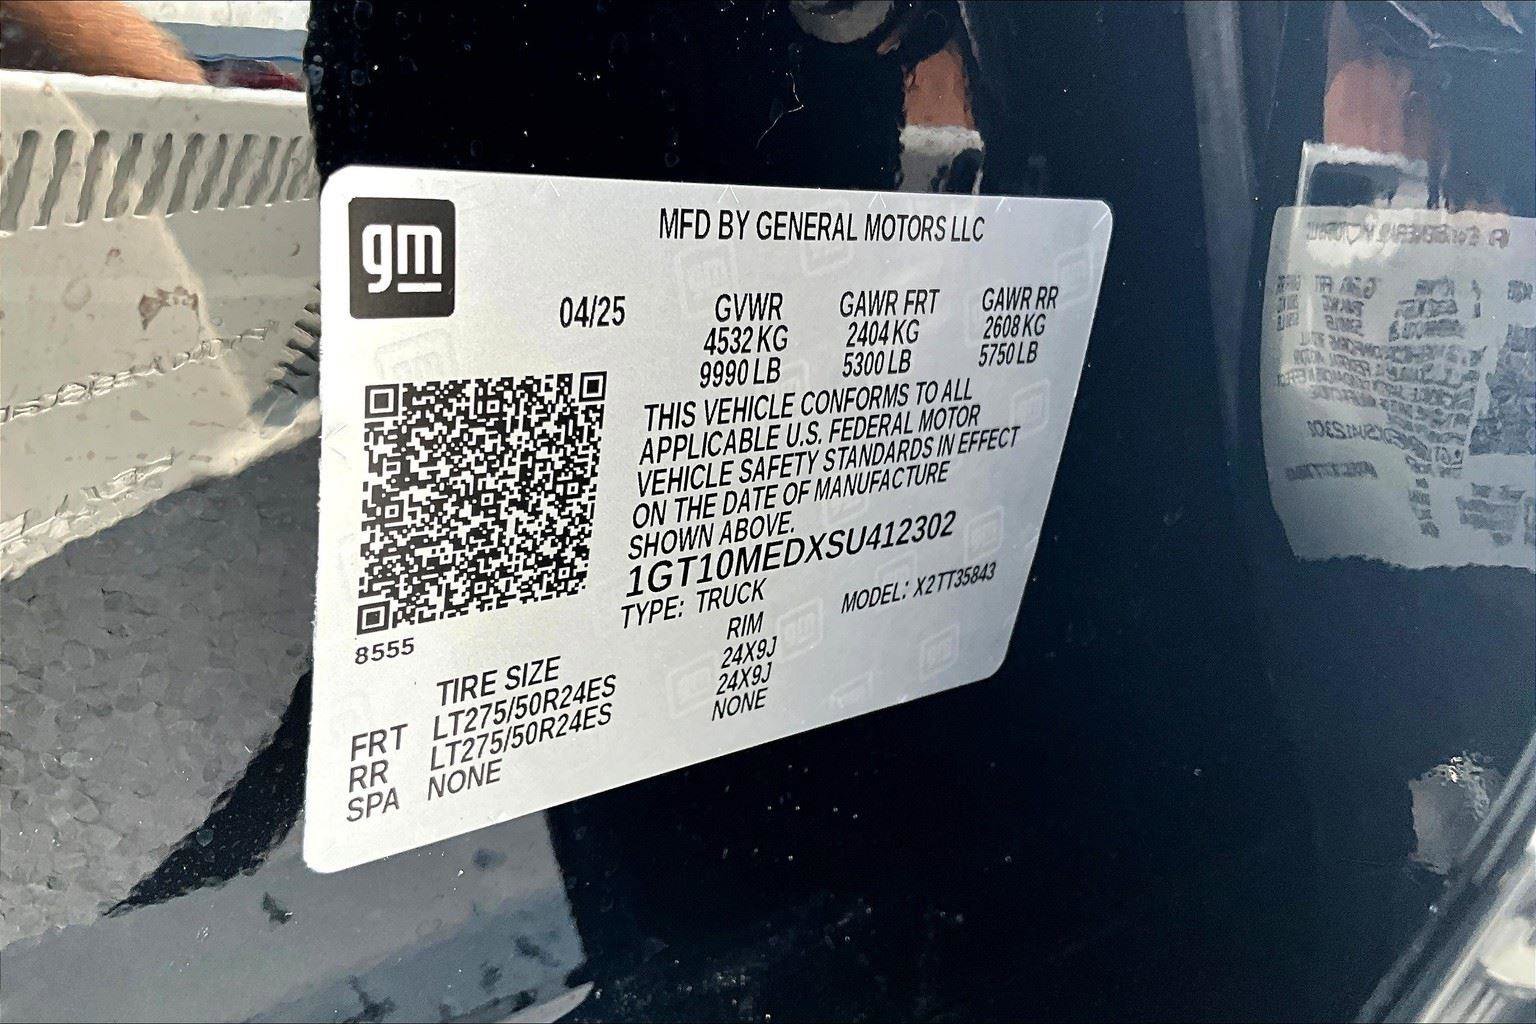 gm
MFD BY GENERAL MOTORS LLC
04/25 GVWR GAWR FRT GAWR RR
4532 KG 2404 KG 2608 KG
9990 LB 5300 LB 5750 LB
THIS VEHICLE CONFORMS TO ALL
APPLICABLE U.S. FEDERAL MOTOR
VEHICLE SAFETY STANDARDS IN EFFECT
ON THE DATE OF MANUFACTURE
SHOWN ABOVE.
1GT10MEDXSU412302
TYPE: TRUCK MODEL: X2TT35843
8555
TIRE SIZE RIM
FRT LT275/50R24ES 24X9J
RR LT275/50R24ES 24X9J
SPA NONE NONE